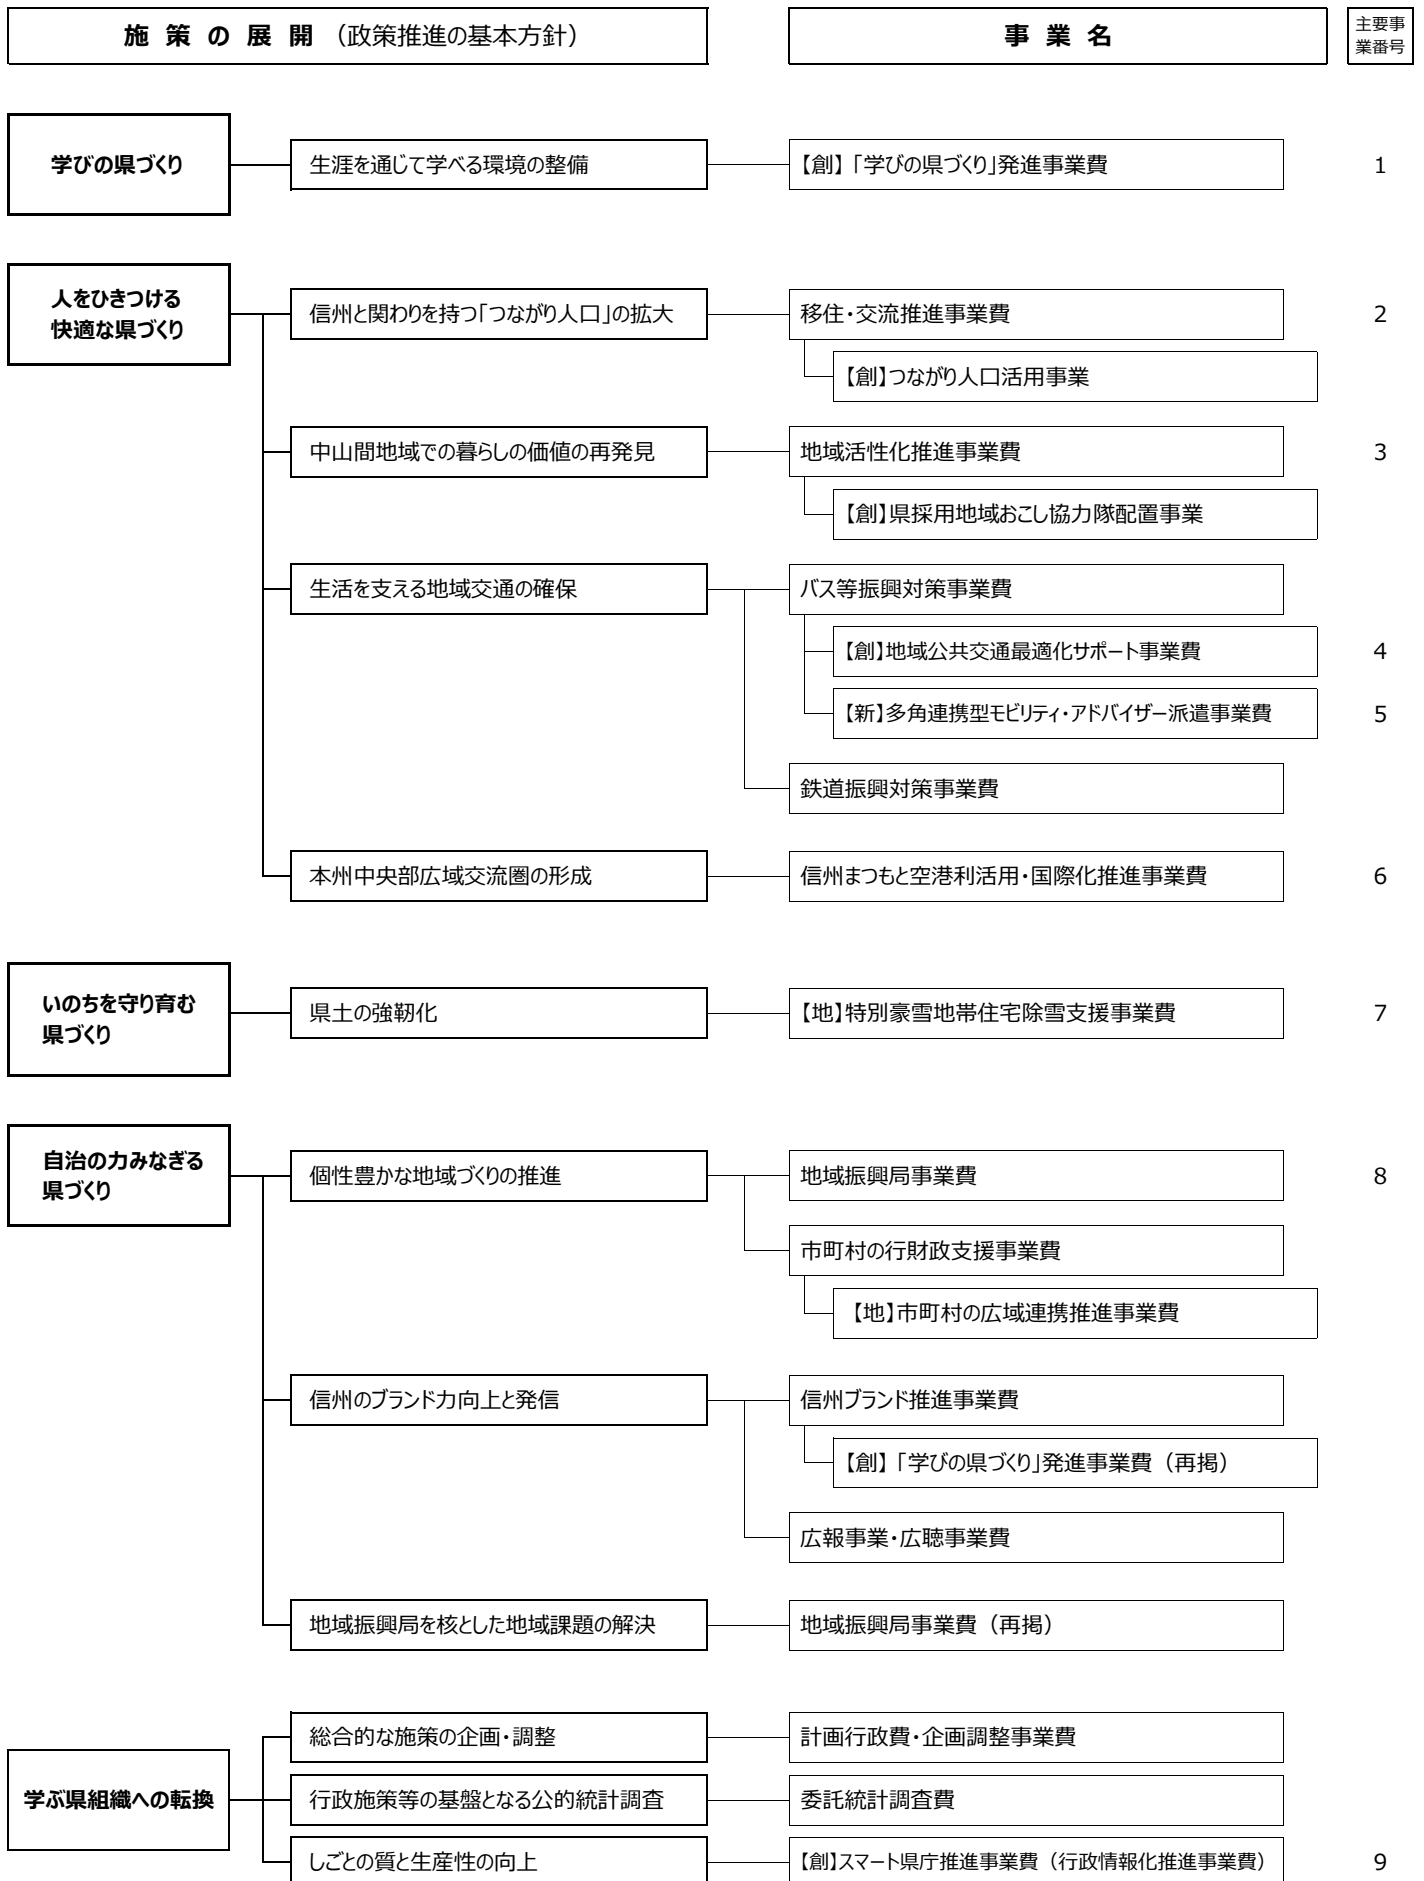 施 策 の 展 開 （政策推進の基本方針）
事 業 名
主要事
業番号
学びの県づくり
生涯を通じて学べる環境の整備
【創】「学びの県づくり」発進事業費
1
人をひきつける
快適な県づくり
信州と関わりを持つ「つながり人口」の拡大
移住・交流推進事業費
2
【創】つながり人口活用事業
中山間地域での暮らしの価値の再発見
地域活性化推進事業費
3
【創】県採用地域おこし協力隊配置事業
生活を支える地域交通の確保
バス等振興対策事業費
【創】地域公共交通最適化サポート事業費
4
【新】多角連携型モビリティ・アドバイザー派遣事業費
5
鉄道振興対策事業費
本州中央部広域交流圏の形成
信州まつもと空港利活用・国際化推進事業費
6
いのちを守り育む
県づくり
県土の強靭化
【地】特別豪雪地帯住宅除雪支援事業費
7
自治の力みなぎる
県づくり
個性豊かな地域づくりの推進
地域振興局事業費
8
市町村の行財政支援事業費
【地】市町村の広域連携推進事業費
信州のブランド力向上と発信
信州ブランド推進事業費
【創】「学びの県づくり」発進事業費（再掲）
広報事業・広聴事業費
地域振興局を核とした地域課題の解決
地域振興局事業費（再掲）
学ぶ県組織への転換
総合的な施策の企画・調整
計画行政費・企画調整事業費
行政施策等の基盤となる公的統計調査
委託統計調査費
しごとの質と生産性の向上
【創】スマート県庁推進事業費（行政情報化推進事業費）
9